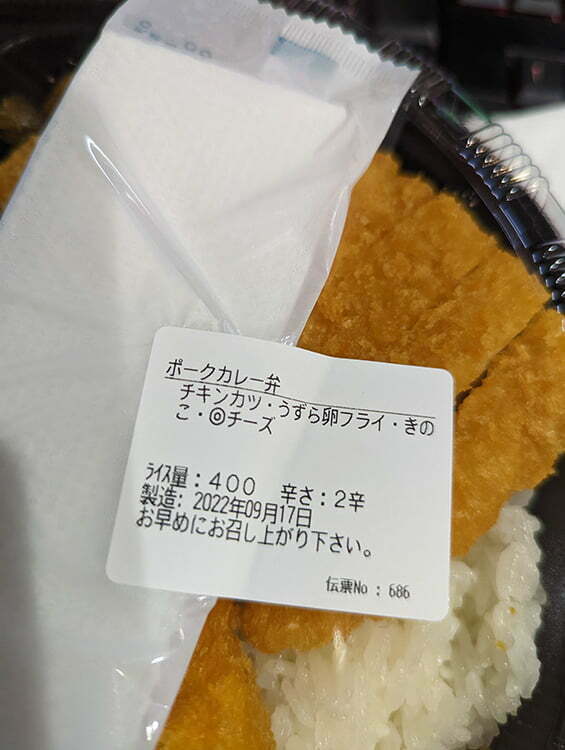 ポークカレー弁
チキンカツ・うずら卵フライ・きの
こ・◎チーズ
ﾗｲｽ量：４００　辛さ：２辛
製造：2022年09月17日
お早めにお召し上がり下さい。
伝票No：686